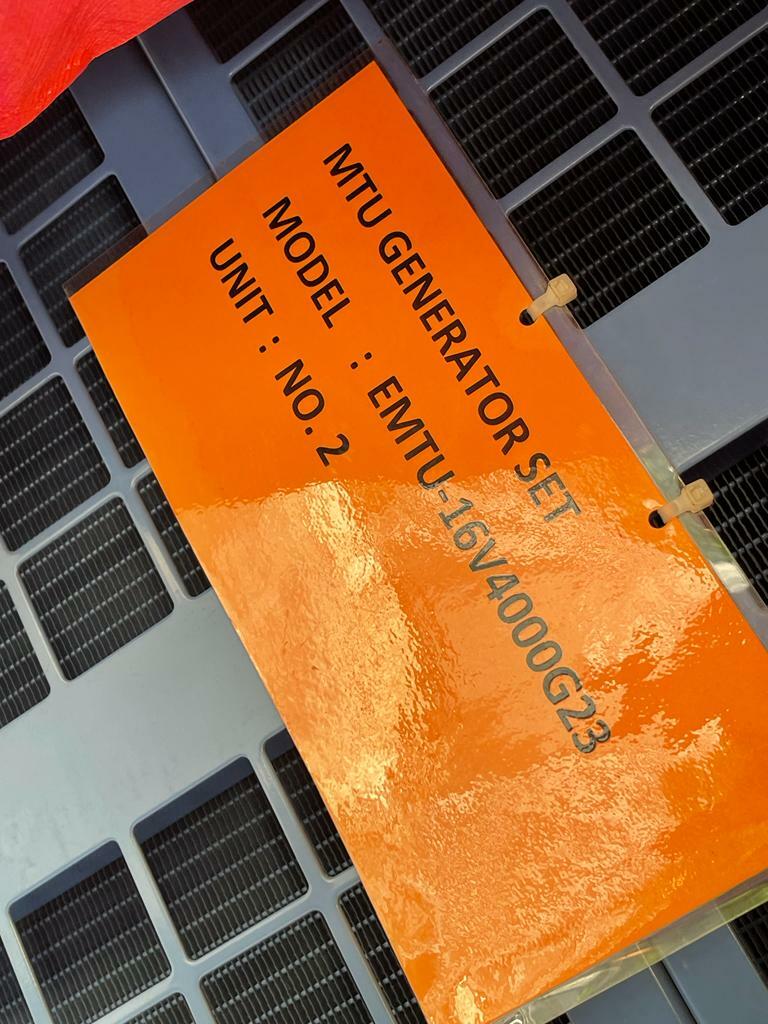 MTU GENERATOR SET
MODEL : EMTU-16V4000G23
UNIT : NO. 2